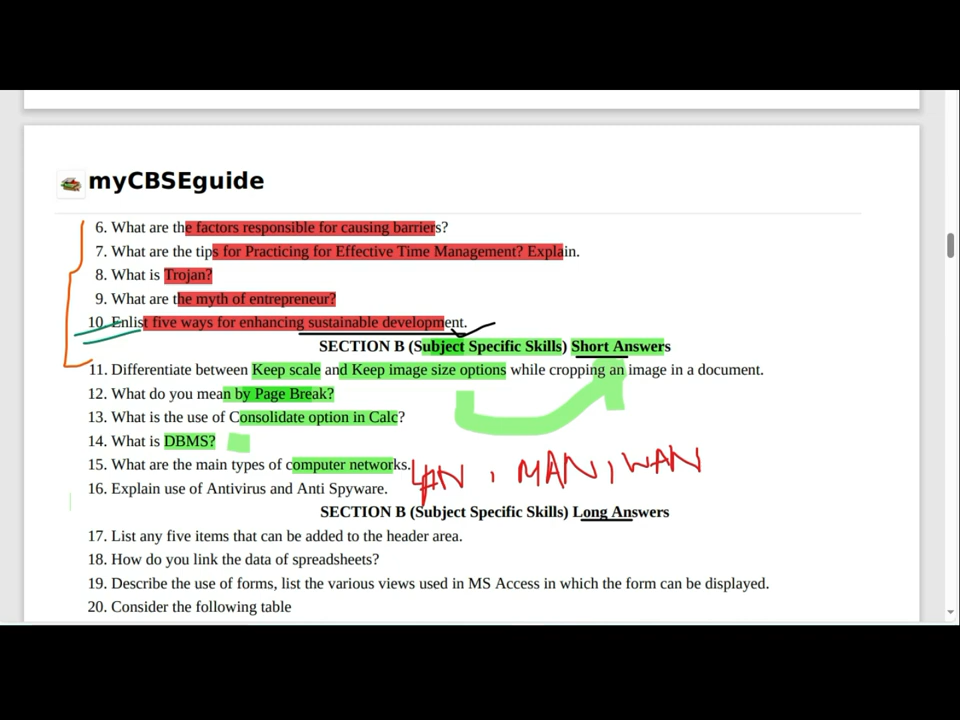 myCBSEguide
6. What are the factors responsible for causing barriers?
7. What are the tips for Practicing for Effective Time Management? Explain.
8. What is Trojan?
9. What are the myth of entrepreneur?
10. Enlist five ways for enhancing sustainable development.
SECTION B (Subject Specific Skills) Short Answers
11. Differentiate between Keep scale and Keep image size options while cropping an image in a document.
12. What do you mean by Page Break?
13. What is the use of Consolidate option in Calc?
14. What is DBMS?
15. What are the main types of computer networks. LAN, MAN, WAN
16. Explain use of Antivirus and Anti Spyware.
SECTION B (Subject Specific Skills) Long Answers
17. List any five items that can be added to the header area.
18. How do you link the data of spreadsheets?
19. Describe the use of forms, list the various views used in MS Access in which the form can be displayed.
20. Consider the following table